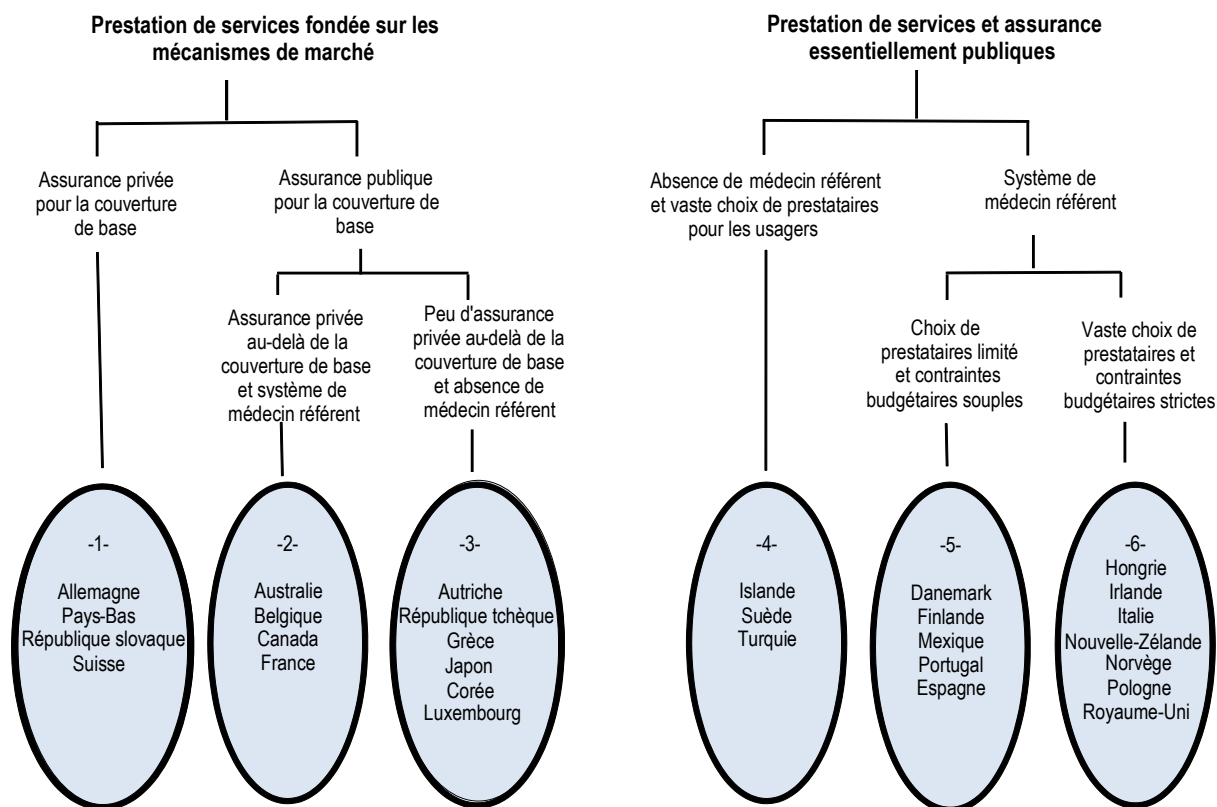 Prestation de services fondée sur les
mécanismes de marché
Prestation de services et assurance
essentiellement publiques
Assurance privée
pour la couverture
de base
Assurance publique
pour la couverture de
base
Absence de médecin référent
et vaste choix de prestataires
pour les usagers
Système de
médecin référent
Assurance privée
au-delà de la
couverture de base
et système de
médecin référent
Peu d'assurance
privée au-delà de la
couverture de base
et absence de
médecin référent
Choix de
prestataires limité
et contraintes
budgétaires souples
Vaste choix de
prestataires et
contraintes
budgétaires strictes
-1-
Allemagne
Pays-Bas
République slovaque
Suisse
-2-
Australie
Belgique
Canada
France
-3-
Autriche
République tchèque
Grèce
Japon
Corée
Luxembourg
-4-
Islande
Suède
Turquie
-5-
Danemark
Finlande
Mexique
Portugal
Espagne
-6-
Hongrie
Irlande
Italie
Nouvelle-Zélande
Norvège
Pologne
Royaume-Uni